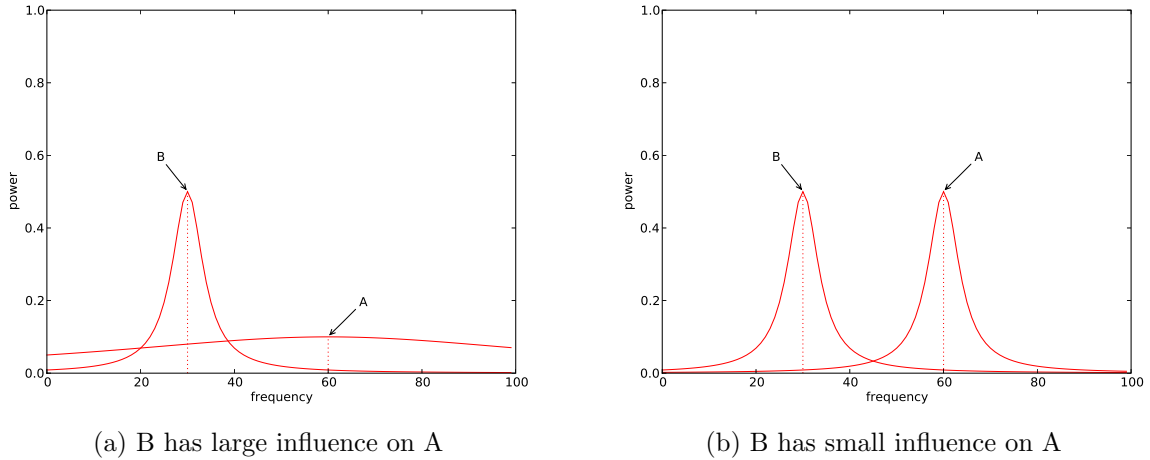 1.0
0.8
0.6
0.4
0.2
0.0
power
B
A
0 20 40 60 80 100
frequency
(a) B has large influence on A
1.0
0.8
0.6
0.4
0.2
0.0
power
B A
0 20 40 60 80 100
frequency
(b) B has small influence on A